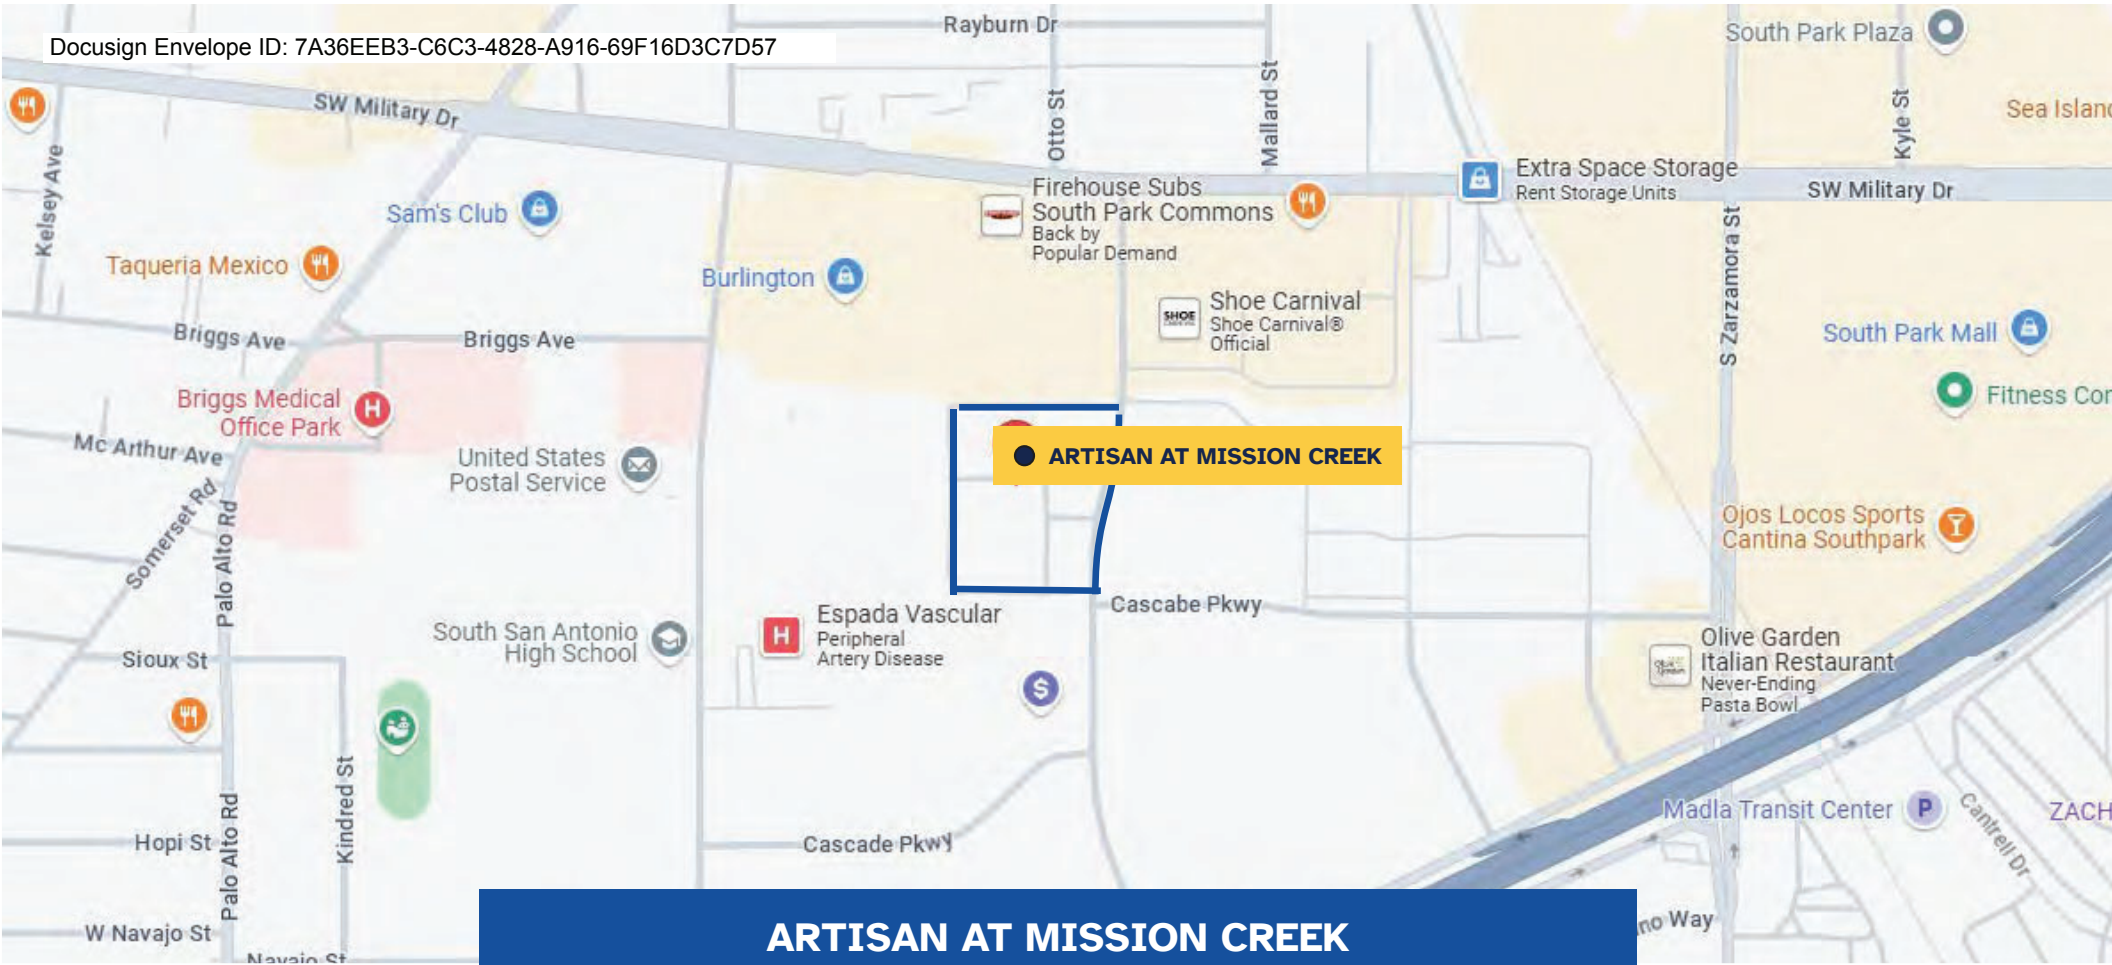 Docusign Envelope ID: 7A36EEB3-C6C3-4828-A916-69F16D3C7D57
Rayburn Dr
South Park Plaza
SW Military Dr
Otto St
Mallard St
Kyle St
Sea Island
Kelsey Ave
Sam's Club
Firehouse Subs
South Park Commons
Back by
Popular Demand
Extra Space Storage
Rent Storage Units
SW Military Dr
Taqueria Mexico
Burlington
Shoe Carnival
Shoe Carnival®
Official
SHOE
S Zarzamora St
South Park Mall
Briggs Ave
Briggs Ave
Fitness Con
Briggs Medical
Office Park
Mc Arthur Ave
United States
Postal Service
ARTISAN AT MISSION CREEK
Somerset Rd
Palo Alto Rd
Ojos Locos Sports
Cantina Southpark
Cascabe Pkwy
Espada Vascular
Peripheral
Artery Disease
South San Antonio
High School
Sioux St
Olive Garden
Italian Restaurant
Never-Ending
Pasta Bowl
Kindred St
Madla Transit Center
P
Cantrell Dr
ZACH
Hopi St
Palo Alto Rd
Cascade Pkwy
W Navajo St
Navajo St
no Way
ARTISAN AT MISSION CREEK